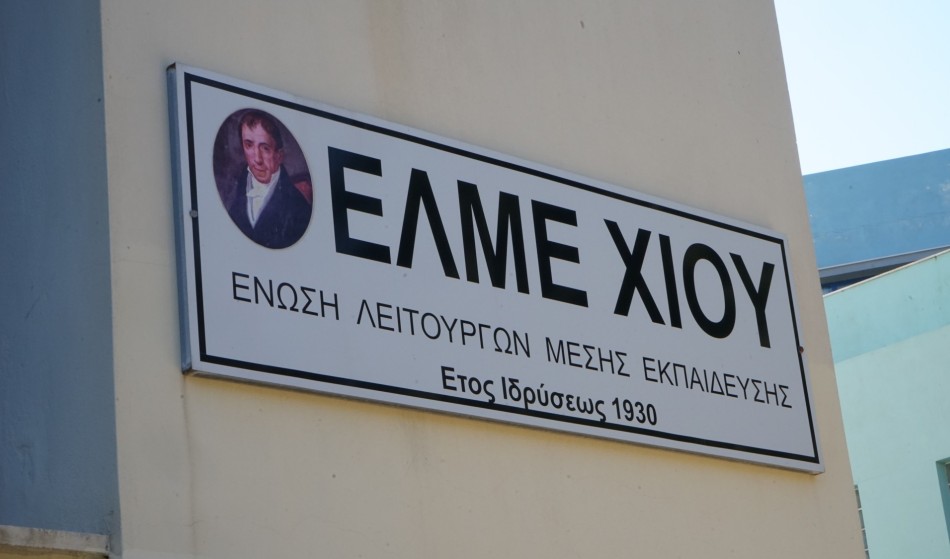 ΕΛΜΕ ΧΙΟΥ
ΕΝΩΣΗ ΛΕΙΤΟΥΡΓΩΝ ΜΕΣΗΣ ΕΚΠΑΙΔΕΥΣΗΣ
Ετος Ιδρύσεως 1930